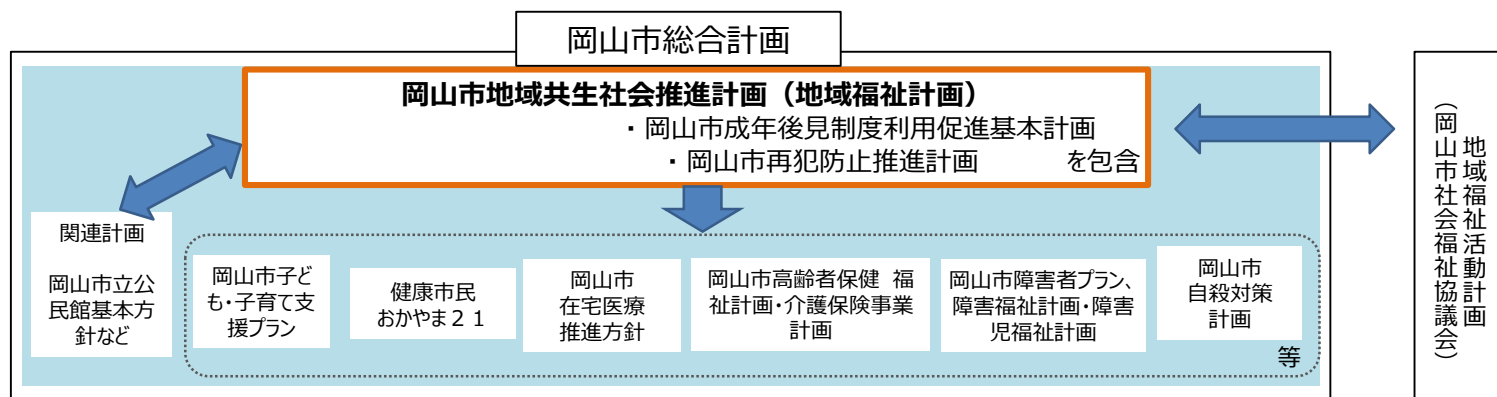 岡山市総合計画
岡山市地域共生社会推進計画（地域福祉計画）
・岡山市成年後見制度利用促進基本計画
・岡山市再犯防止推進計画　　　を包含
関連計画
岡山市立公
民館基本方
針など
岡山市子ど
も・子育て支
援プラン
健康市民
おかやま２１
岡山市
在宅医療
推進方針
岡山市高齢者保健 福
祉計画・介護保険事業
計画
岡山市障害者プラン、
障害福祉計画・障害
児福祉計画
岡山市
自殺対策
計画
等
地域福祉活動計画
（岡山市社会福祉協議会）